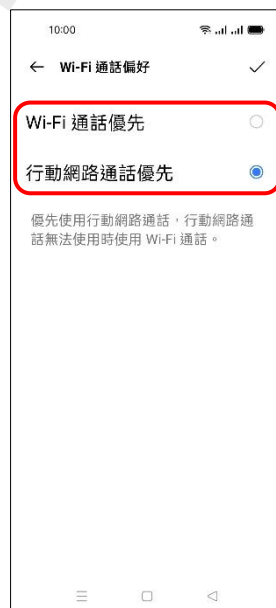 10:00
Wi-Fi 通話偏好
Wi-Fi 通話優先
行動網路通話優先
優先使用行動網路通話，行動網路通
話無法使用時使用 Wi-Fi 通話。